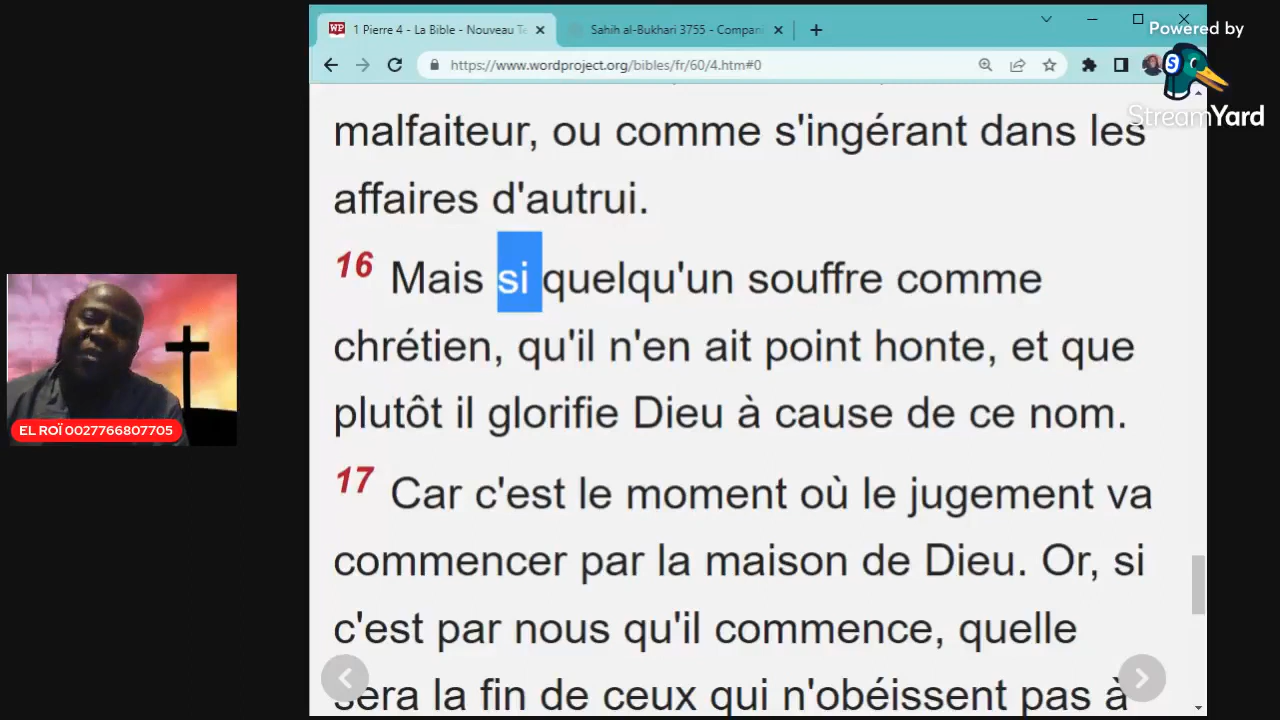 1 Pierre 4 - La Bible - Nouveau Te
Sahih al-Bukhari 3755 - Compani
Powered by
StreamYard
https://www.wordproject.org/bibles/fr/60/4.htm#0
malfaiteur, ou comme s'ingérant dans les
affaires d'autrui.
16 Mais si quelqu'un souffre comme
chrétien, qu'il n'en ait point honte, et que
plutôt il glorifie Dieu à cause de ce nom.
17 Car c'est le moment où le jugement va
commencer par la maison de Dieu. Or, si
c'est par nous qu'il commence, quelle
sera la fin de ceux qui n'obéissent pas à
EL ROÏ 0027766807705